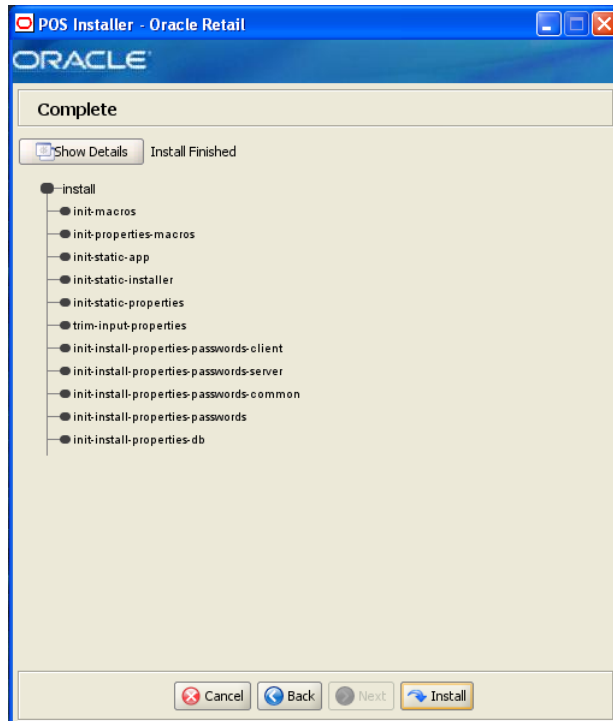 POS Installer - Oracle Retail
ORACLE
Complete
Show Details Install Finished
install
init-macros
init-properties-macros
init-static-app
init-static-installer
init-static-properties
trim-input-properties
init-install-properties-passwords-client
init-install-properties-passwords-server
init-install-properties-passwords-common
init-install-properties-passwords
init-install-properties-db
Cancel Back Next Install